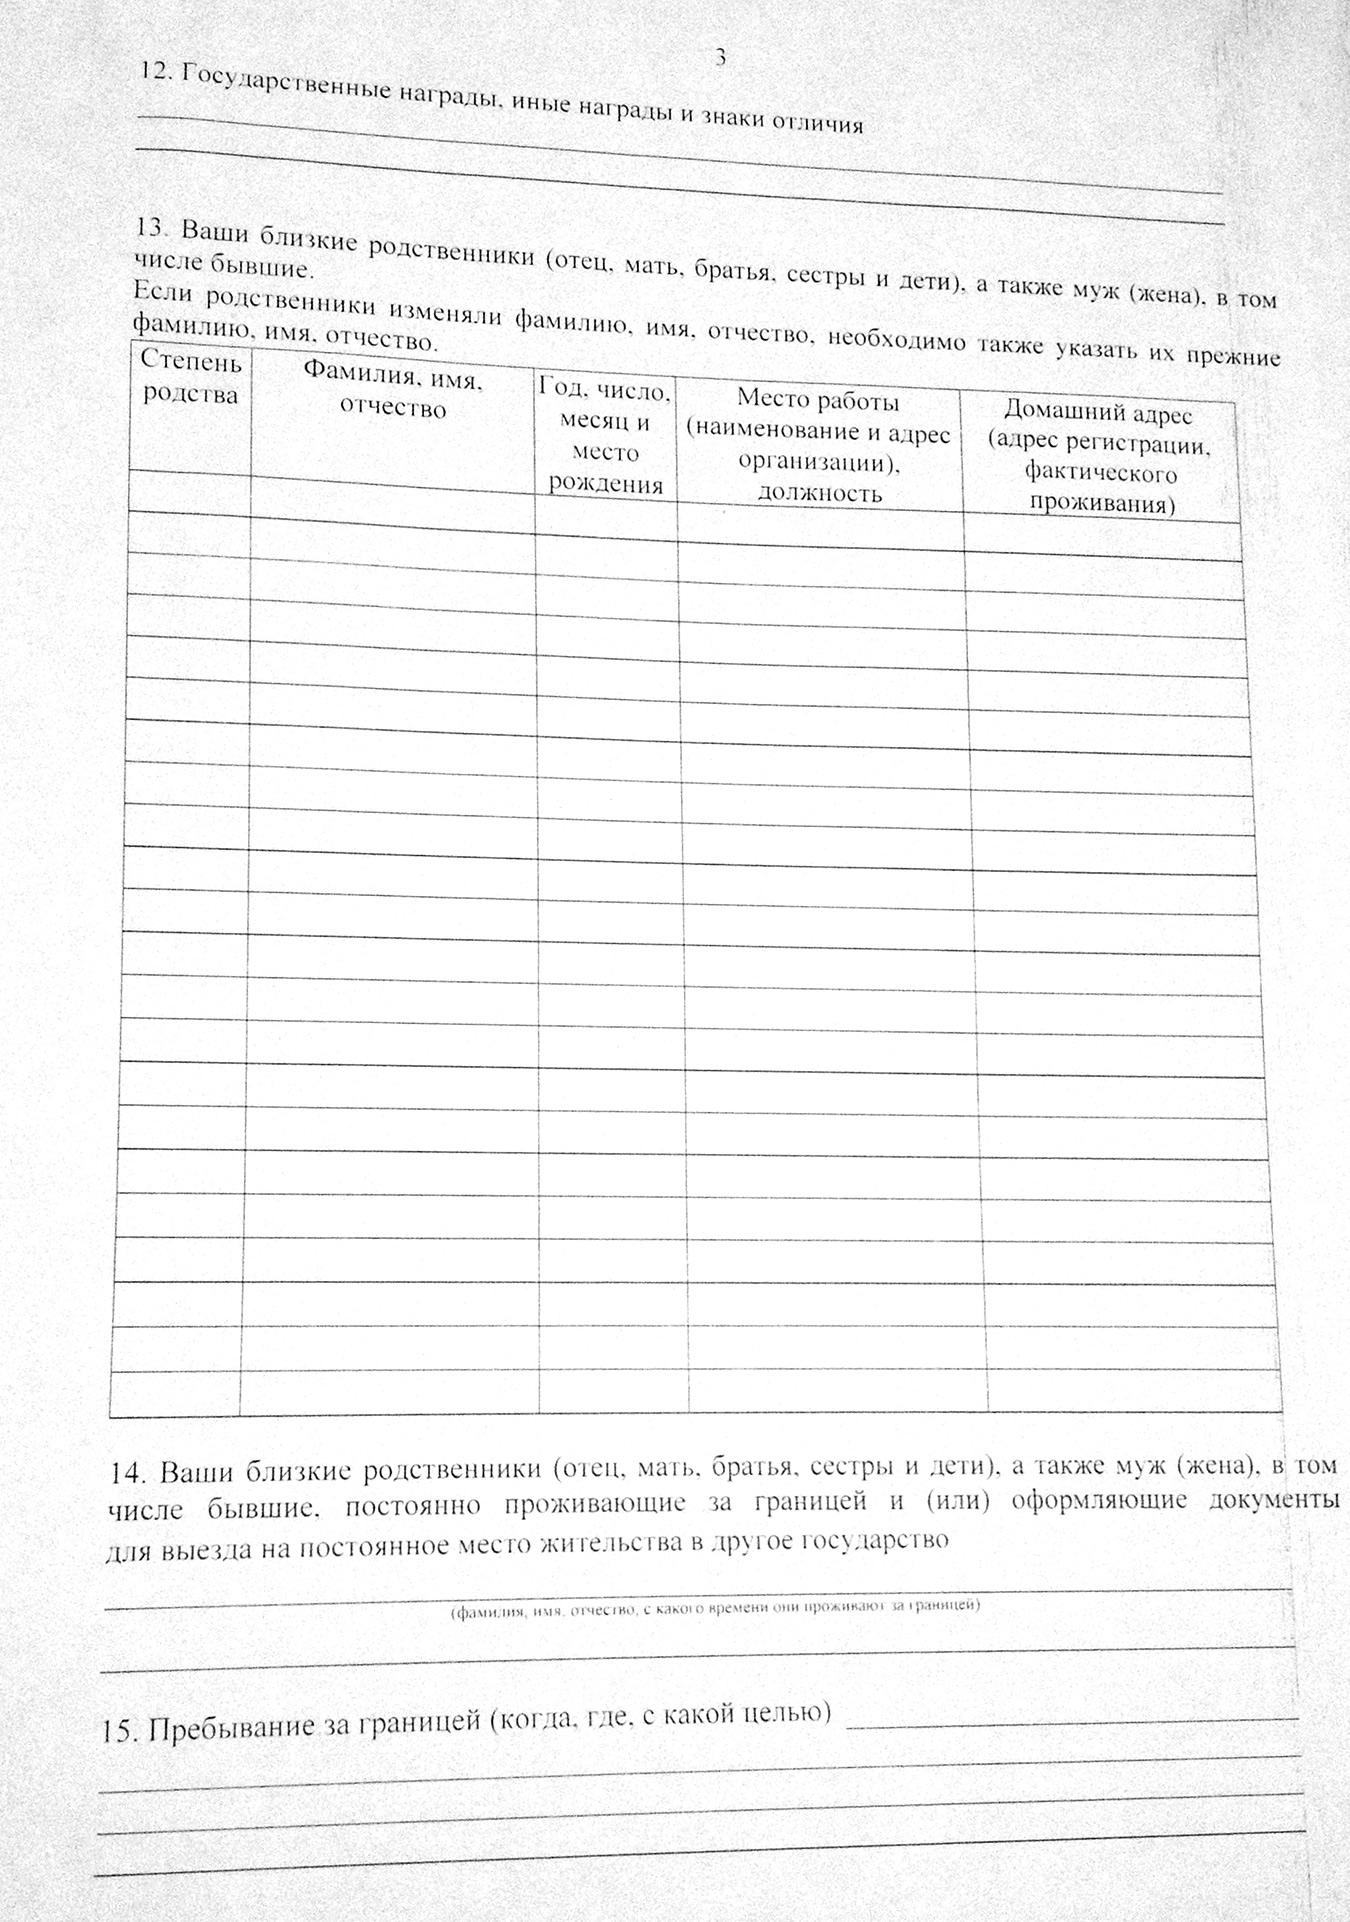 3
12. Государственные награды, иные награды и знаки отличия
13. Ваши близкие родственники (отец, мать, братья, сестры и дети), а также муж (жена), в том
числе бывшие.
Если родственники изменяли фамилию, имя, отчество, необходимо также указать их прежние
фамилию, имя, отчество.
Степень
родства
Фамилия, имя,
отчество
Год, число,
месяц и
место
рождения
Место работы
(наименование и адрес
организации),
должность
Домашний адрес
(адрес регистрации,
фактического
проживания)
14. Ваши близкие родственники (отец, мать, братья, сестры и дети), а также муж (жена), в том
числе бывшие, постоянно проживающие за границей и (или) оформляющие документы
для выезда на постоянное место жительства в другое государство
(фамилия, имя, отчество, с какого времени они проживают за границей)
15. Пребывание за границей (когда, где, с какой целью)